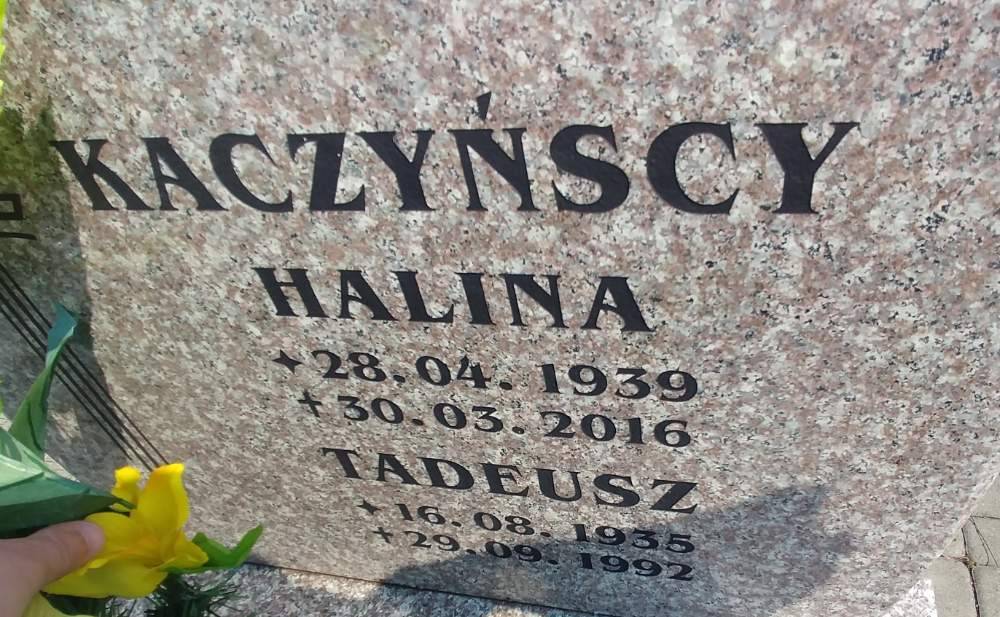 KACZYŃSCY
HALINA
✦28.04.1939
+30.03.2016
TADEUSZ
✦16.08.1935
+29.09.1992